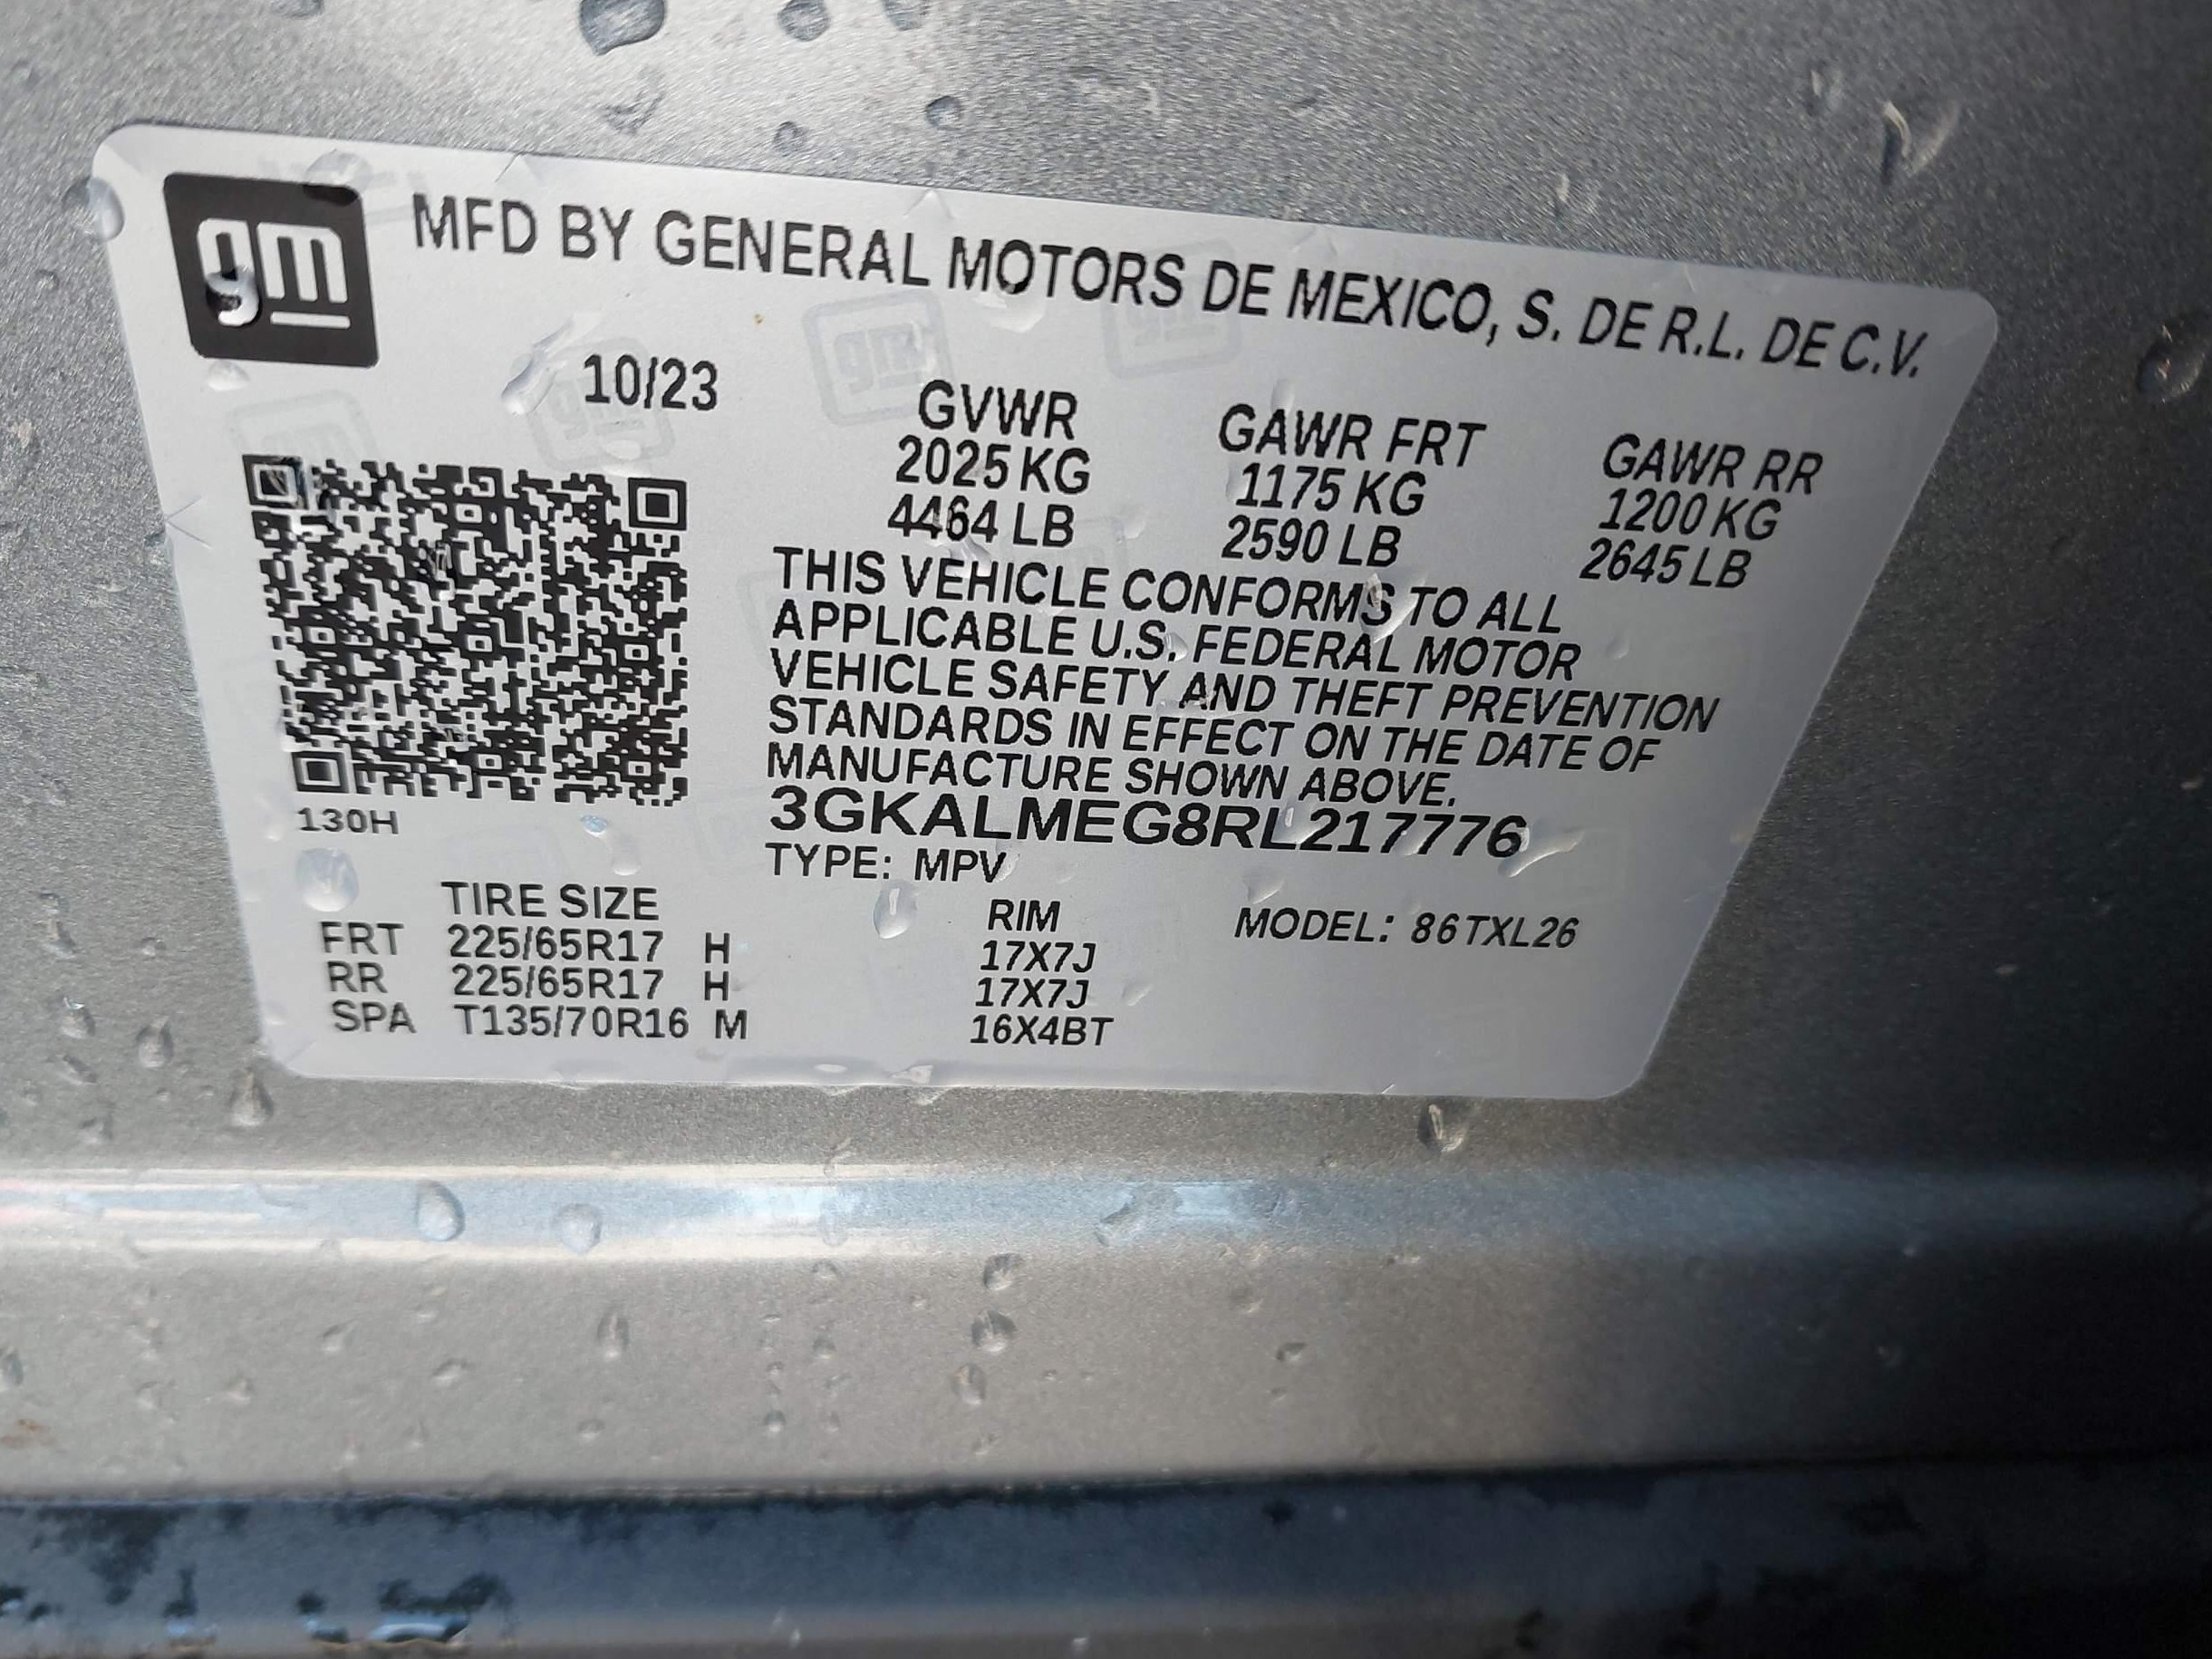 gm
MFD BY GENERAL MOTORS DE MEXICO, S. DE R.L. DE C.V.
10/23
GVWR GAWR FRT GAWR RR
2025 KG 1175 KG 1200 KG
4464 LB 2590 LB 2645 LB
THIS VEHICLE CONFORMS TO ALL
APPLICABLE U.S. FEDERAL MOTOR
VEHICLE SAFETY AND THEFT PREVENTION
STANDARDS IN EFFECT ON THE DATE OF
MANUFACTURE SHOWN ABOVE.
3GKALMEG8RL217776
130H
TYPE: MPV
TIRE SIZE RIM MODEL: 86TXL26
FRT 225/65R17 H 17X7J
RR 225/65R17 H 17X7J
SPA T135/70R16 M 16X4BT